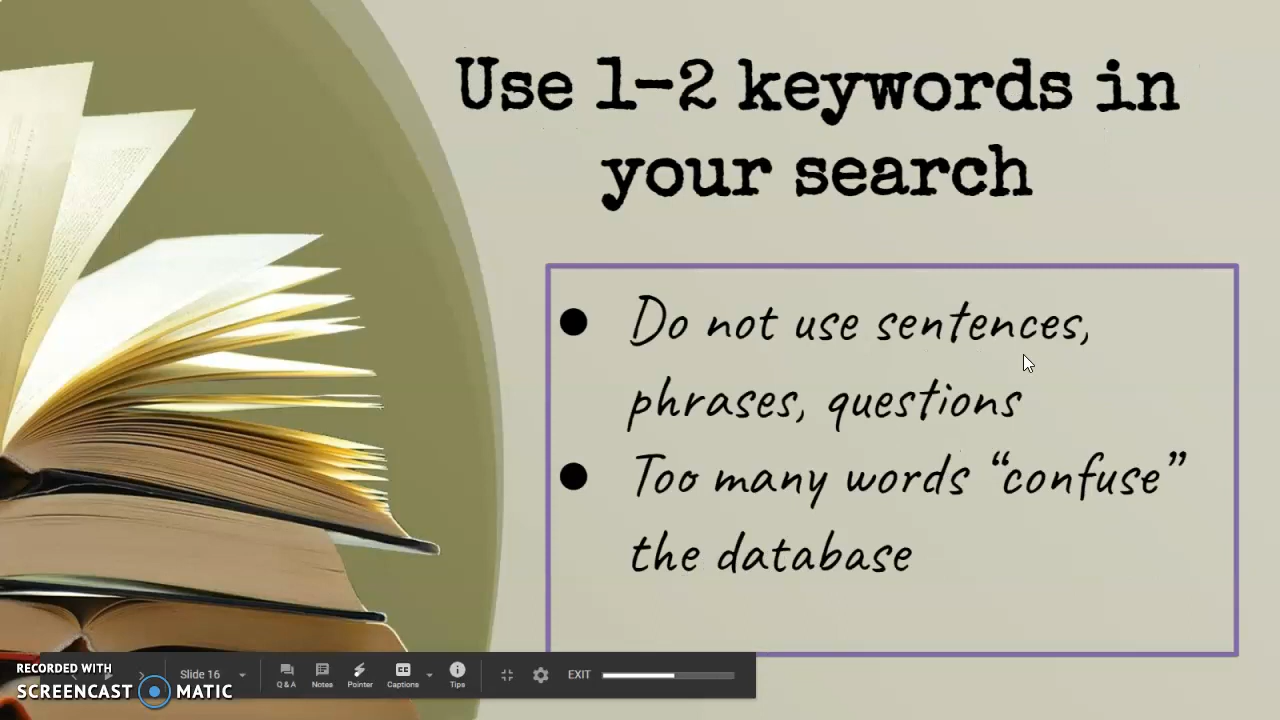 Use 1-2 keywords in
your search
● Do not use sentences,
phrases, questions
● Too many words “confuse”
the database
RECORDED WITH
SCREENCAST MATIC
Slide 16
Q & A
Notes
Pointer
Captions
Tips
EXIT